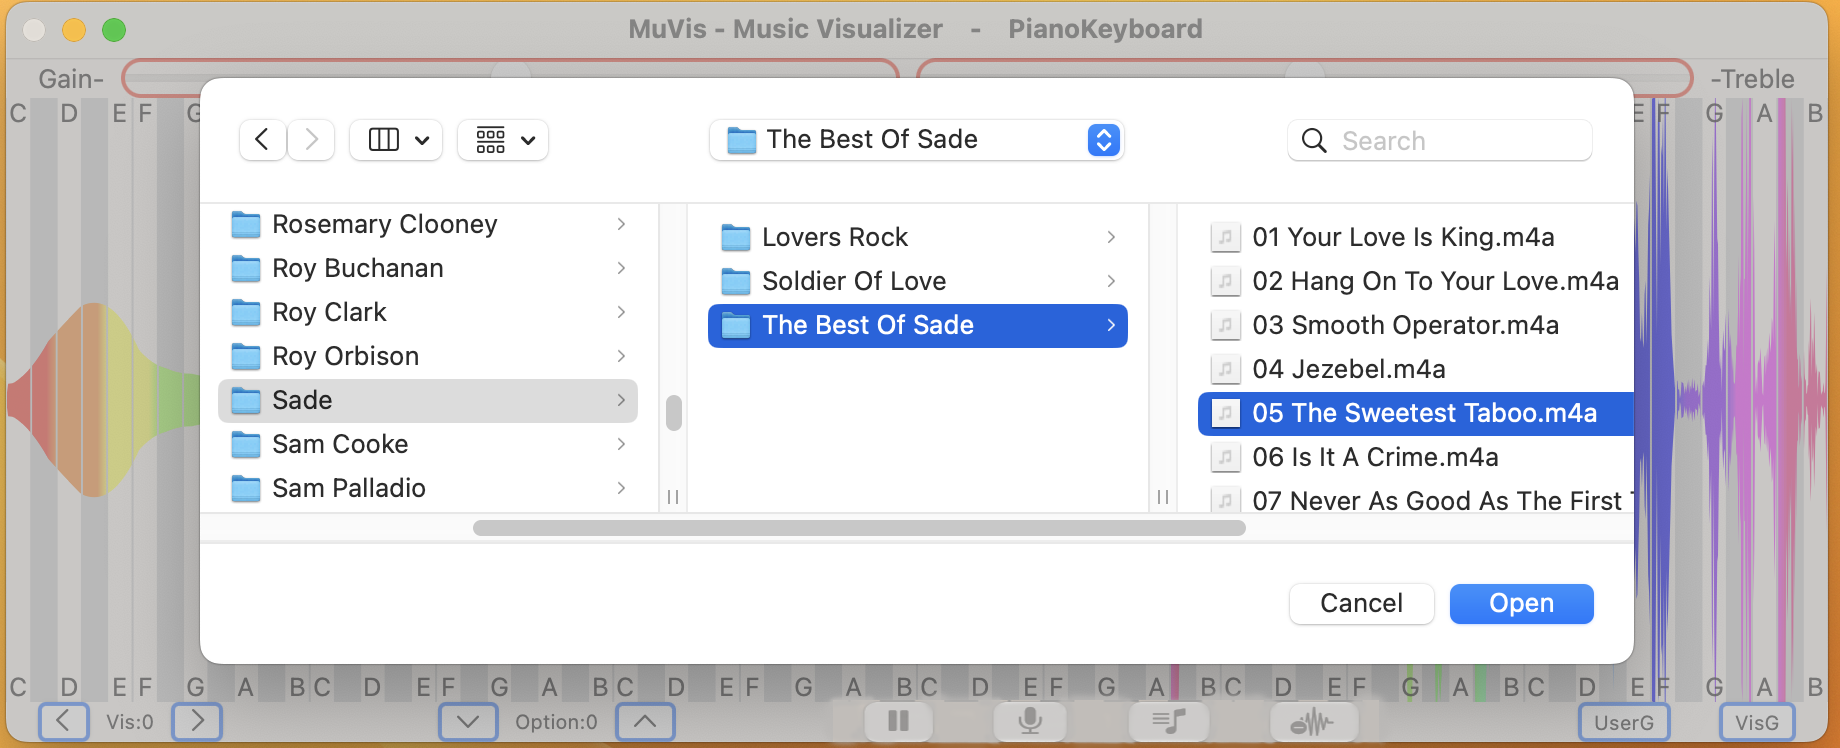 MuVis - Music Visualizer - PianoKeyboard
Gain-
-Treble
C D E F G
E F G A B
The Best Of Sade
Search
Rosemary Clooney
Roy Buchanan
Roy Clark
Roy Orbison
Sade
Sam Cooke
Sam Palladio
Lovers Rock
Soldier Of Love
The Best Of Sade
01 Your Love Is King.m4a
02 Hang On To Your Love.m4a
03 Smooth Operator.m4a
04 Jezebel.m4a
05 The Sweetest Taboo.m4a
06 Is It A Crime.m4a
07 Never As Good As The First
Cancel
Open
C D E F G A B C D E F G A B C D E F G A B C D E F G A B C D E F G A B C D E F G A B
Vis:0
Option:0
UserG
VisG